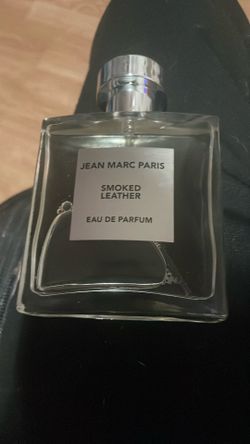 JEAN MARC PARIS
SMOKED
LEATHER
EAU DE PARFUM